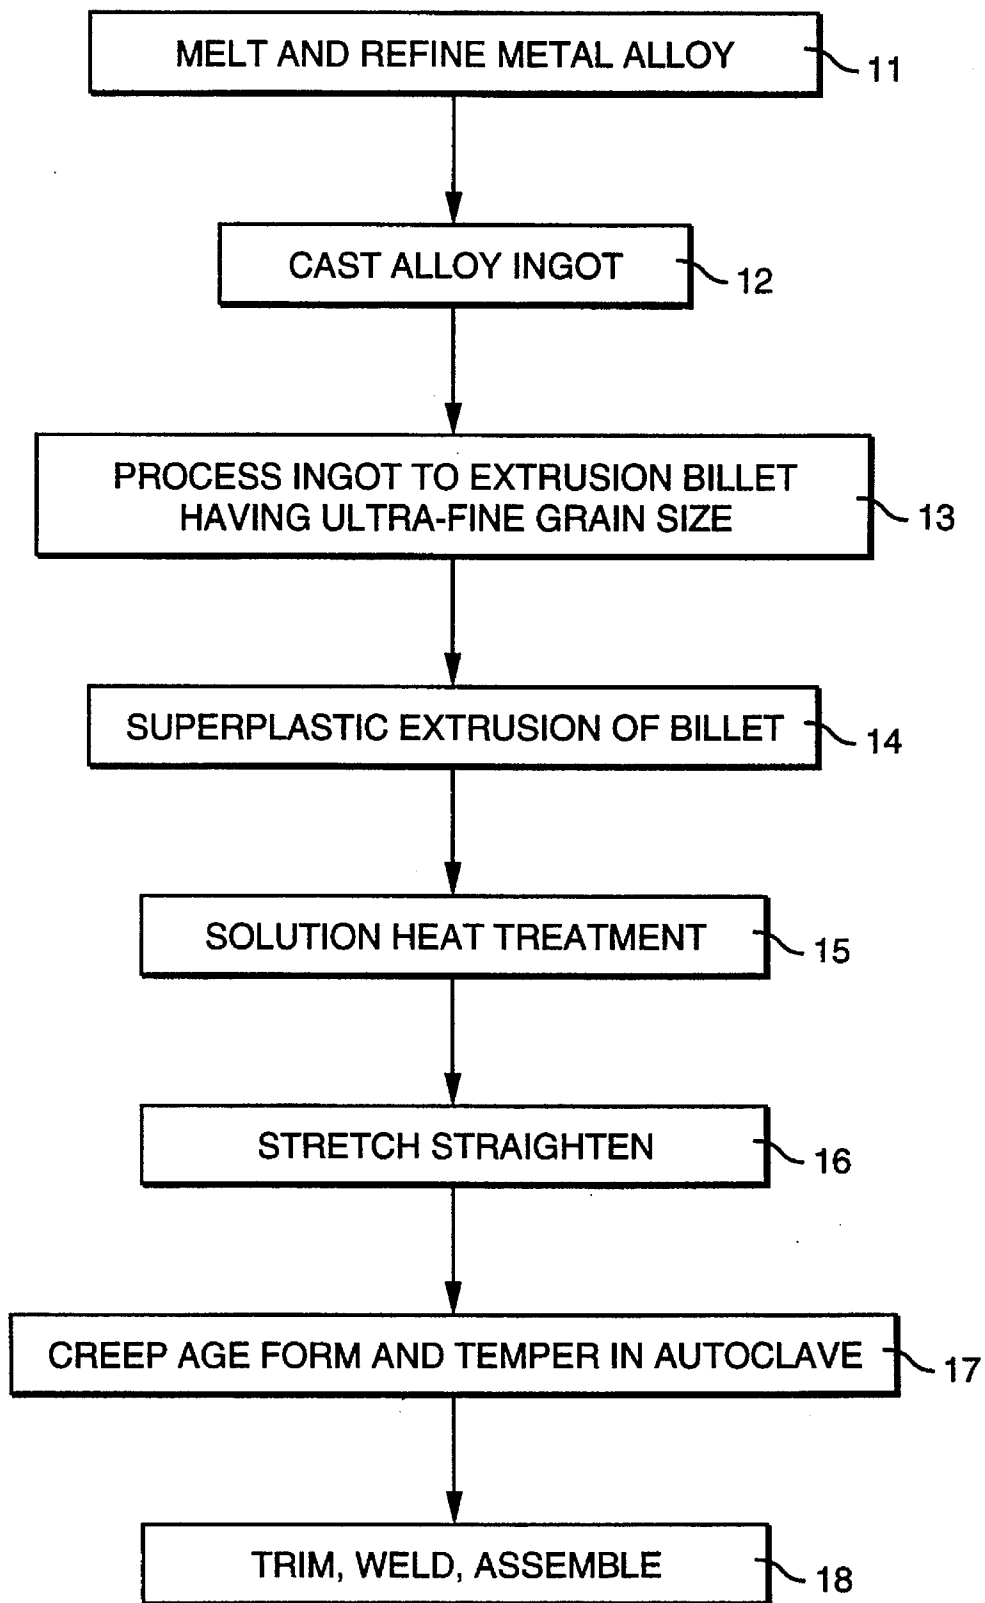 MELT AND REFINE METAL ALLOY
11
CAST ALLOY INGOT
12
PROCESS INGOT TO EXTRUSION BILLET
HAVING ULTRA-FINE GRAIN SIZE
13
SUPERPLASTIC EXTRUSION OF BILLET
14
SOLUTION HEAT TREATMENT
15
STRETCH STRAIGHTEN
16
CREEP AGE FORM AND TEMPER IN AUTOCLAVE
17
TRIM, WELD, ASSEMBLE
18